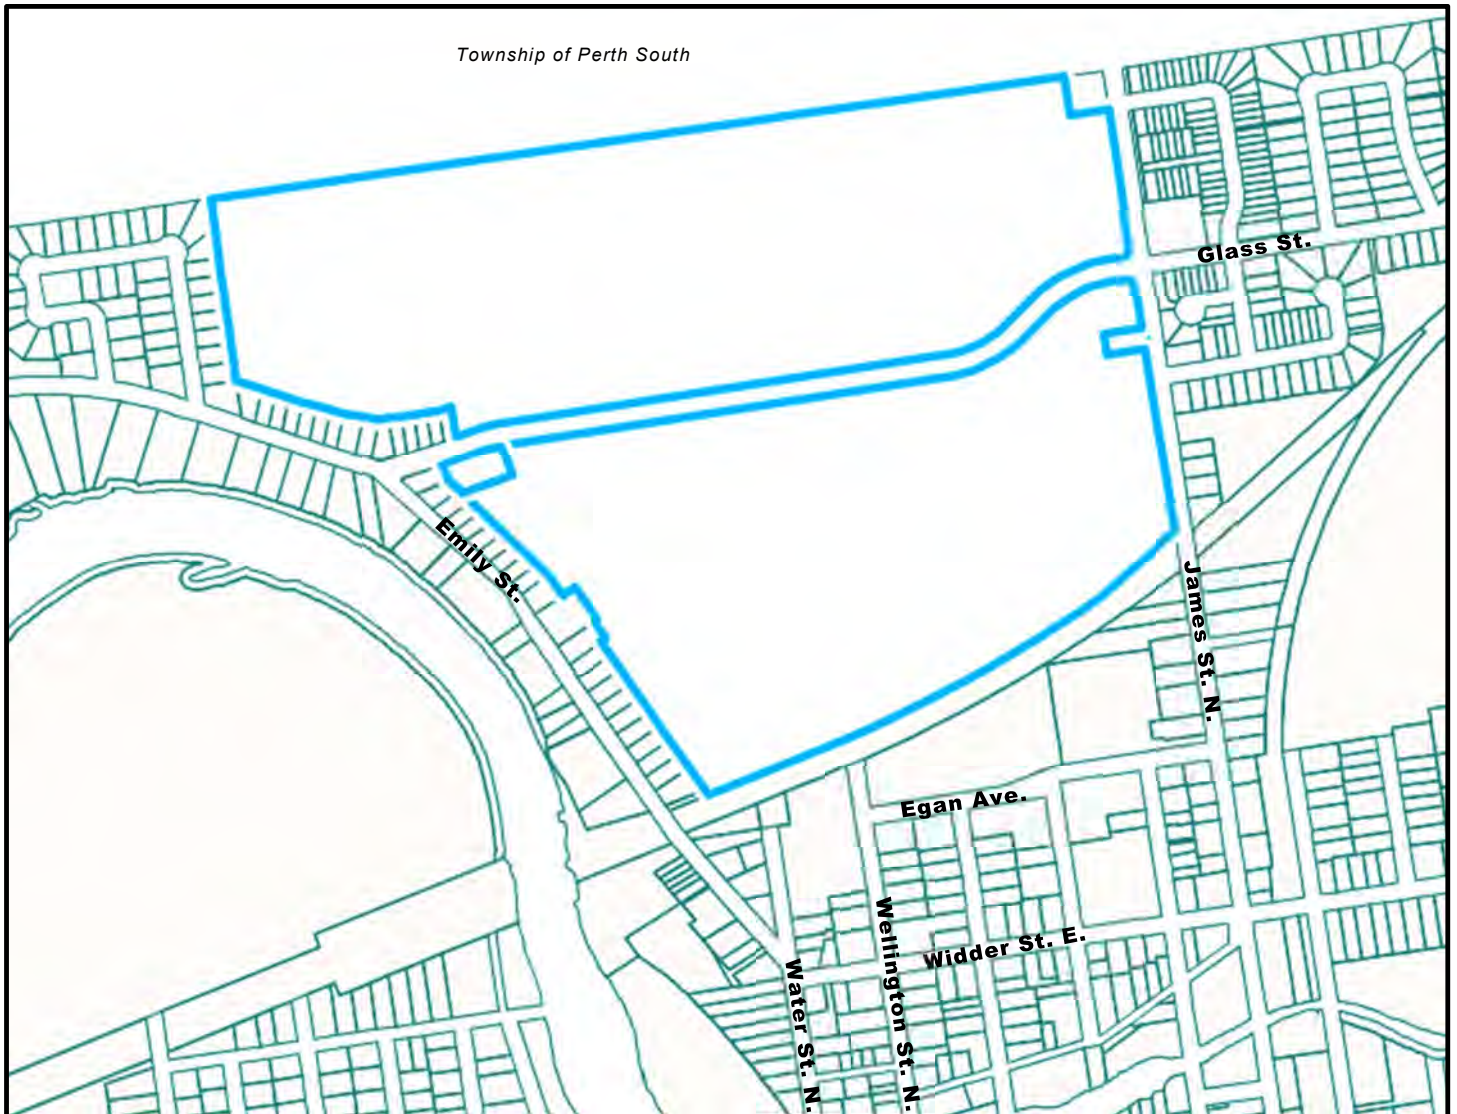 Township of Perth South
Glass St.
Emily St.
James St. N.
Egan Ave.
Widder St. E.
Wellington St. N.
Water St. N.